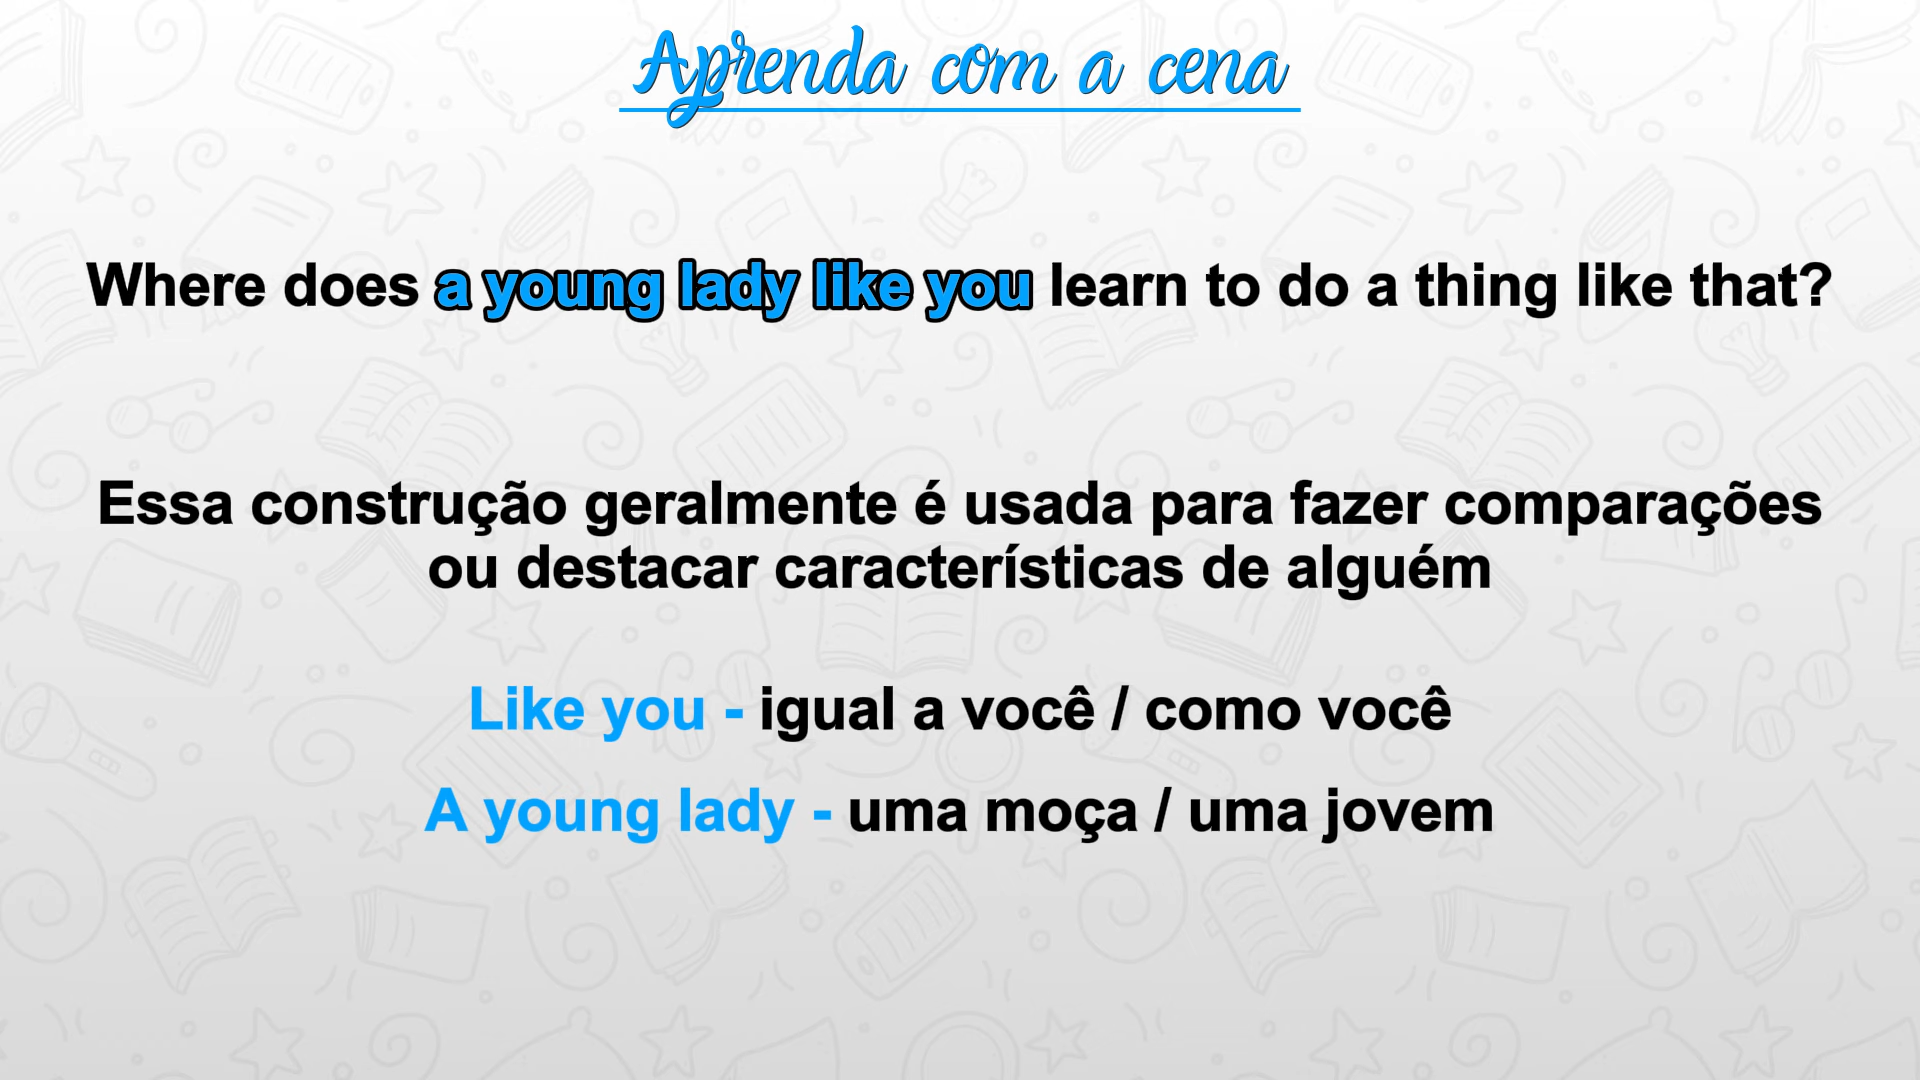 Aprenda com a cena
Where does a young lady like you learn to do a thing like that?
Essa construção geralmente é usada para fazer comparações
ou destacar características de alguém
Like you - igual a você / como você
A young lady - uma moça / uma jovem